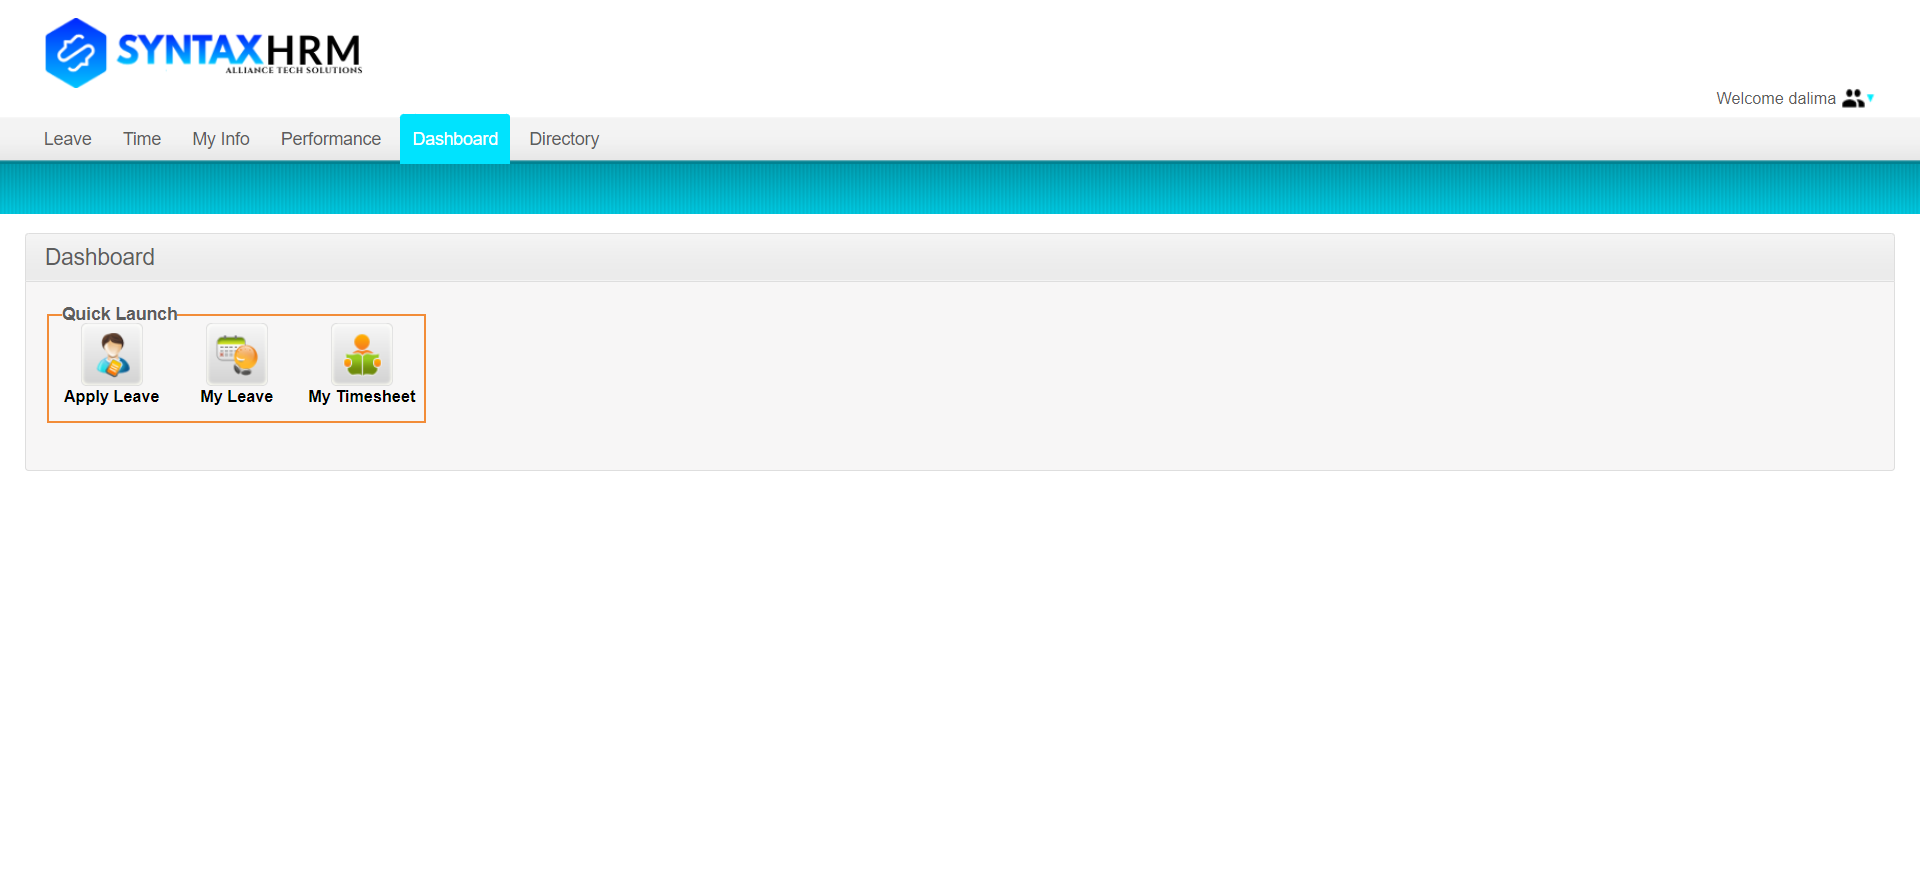 SYNTAXHRM
ALLIANCE TECH SOLUTIONS
Welcome dalima
Leave Time My Info Performance Dashboard Directory
Dashboard
Quick Launch
Apply Leave My Leave My Timesheet